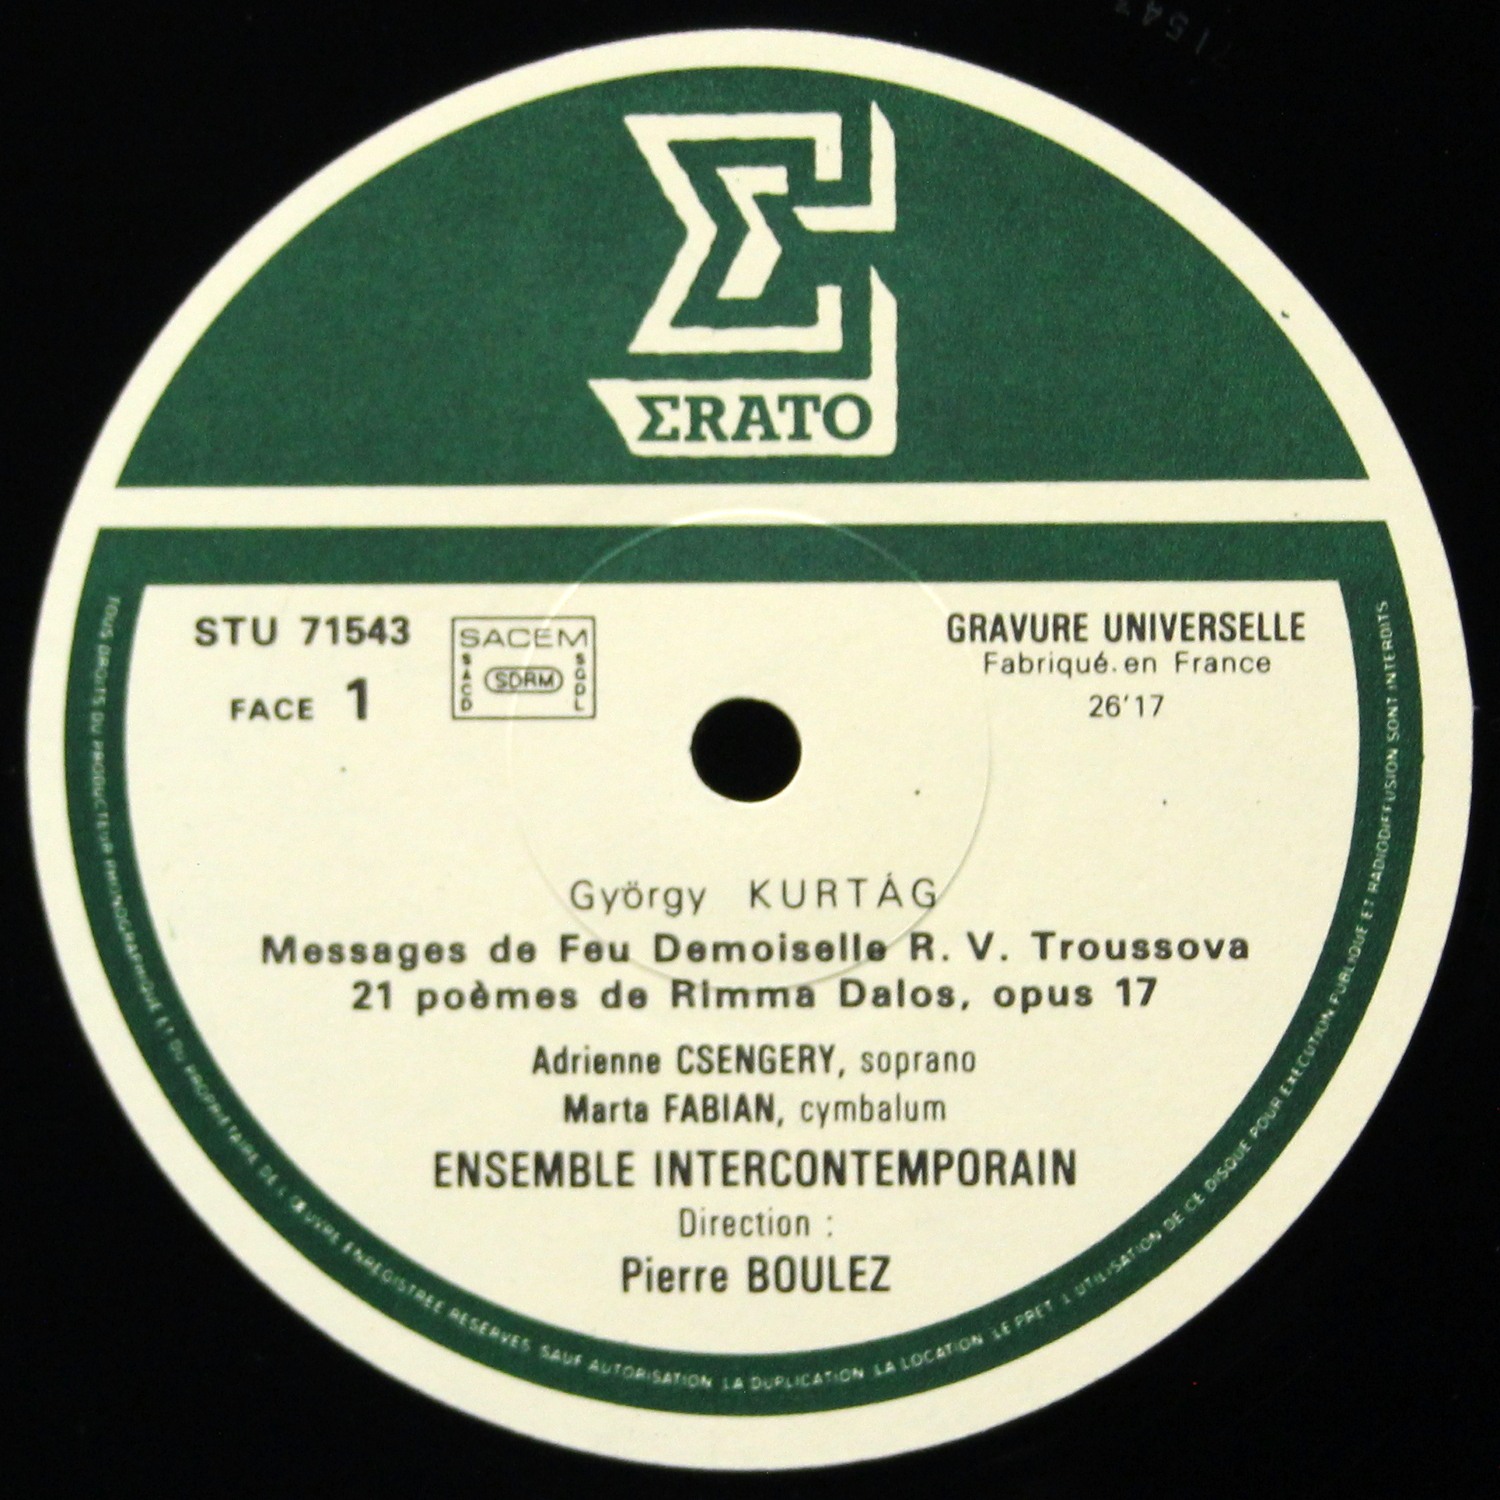 71543
ΣRATO
STU 71543
SACEM
SACD
SDRM
SGDL
GRAVURE UNIVERSELLE
Fabriqué.en France
FACE 1
26'17
György KURTÁG
Messages de Feu Demoiselle R. V. Troussova
21 poèmes de Rimma Dalos, opus 17
Adrienne CSENGERY, soprano
Marta FABIAN, cymbalum
ENSEMBLE INTERCONTEMPORAIN
Direction :
Pierre BOULEZ
TOUS DROITS DU PRODUCTEUR PHONOGRAPHIQUE ET DU PROPRIETAIRE DE L'ŒUVRE ENREGISTREE RESERVES SAUF AUTORISATION LA DUPLICATION LA LOCATION LE PRET L'UTILISATION DE CE DISQUE POUR EXECUTION PUBLIQUE ET RADIODIFFUSION SONT INTERDITS